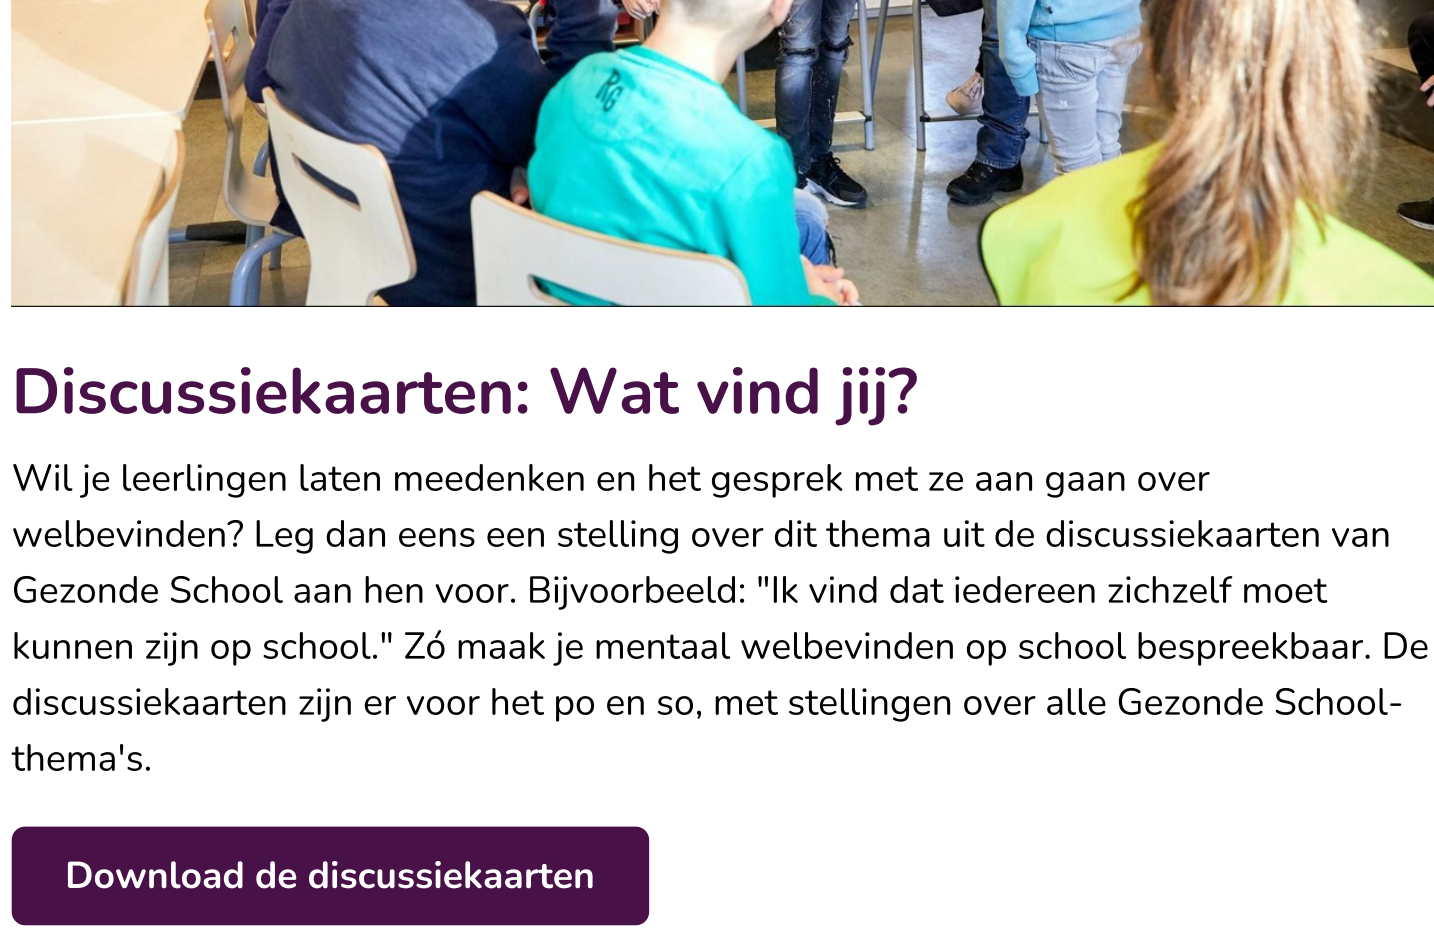 RG
Discussiekaarten: Wat vind jij?
Wil je leerlingen laten meedenken en het gesprek met ze aan gaan over
welbevinden? Leg dan eens een stelling over dit thema uit de discussiekaarten van
Gezonde School aan hen voor. Bijvoorbeeld: "Ik vind dat iedereen zichzelf moet
kunnen zijn op school." Zó maak je mentaal welbevinden op school bespreekbaar. De
discussiekaarten zijn er voor het po en so, met stellingen over alle Gezonde School-
thema's.
Download de discussiekaarten